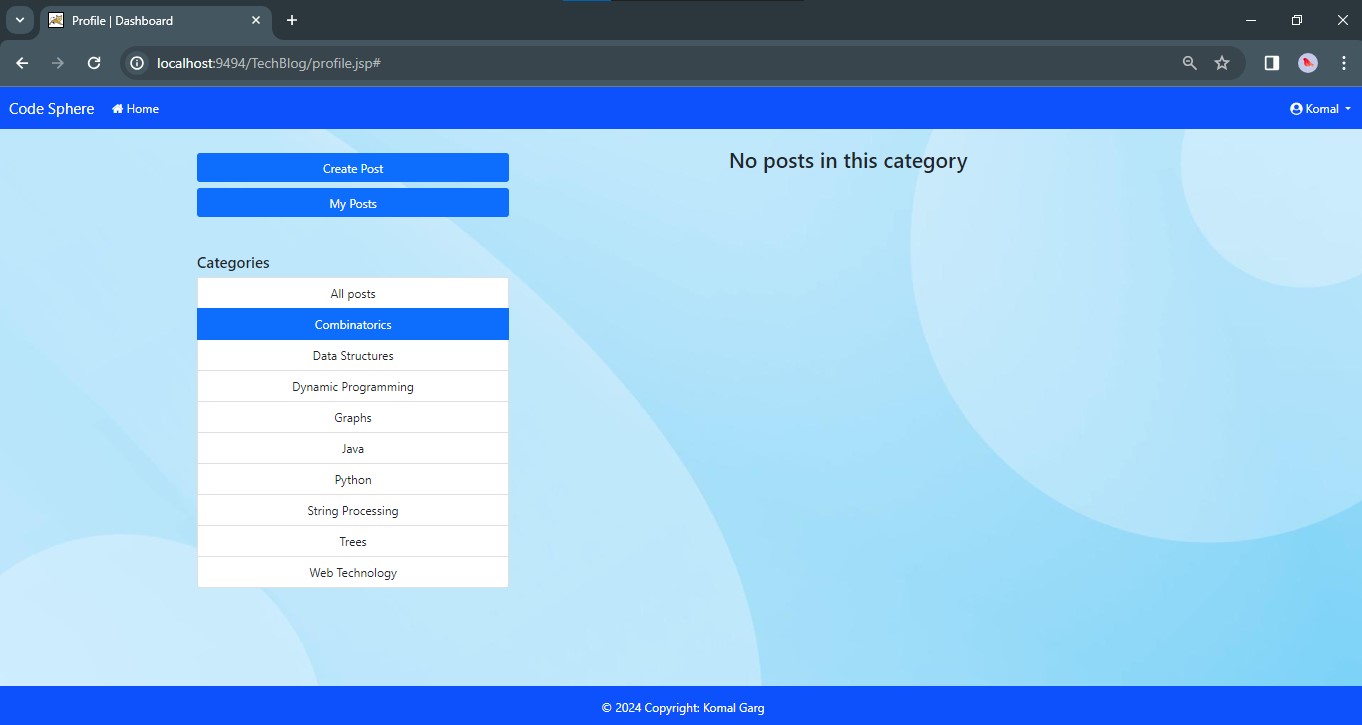 Profile | Dashboard
localhost:9494/TechBlog/profile.jsp#
Code Sphere Home Komal
Create Post
My Posts
No posts in this category
Categories
All posts
Combinatorics
Data Structures
Dynamic Programming
Graphs
Java
Python
String Processing
Trees
Web Technology
© 2024 Copyright: Komal Garg